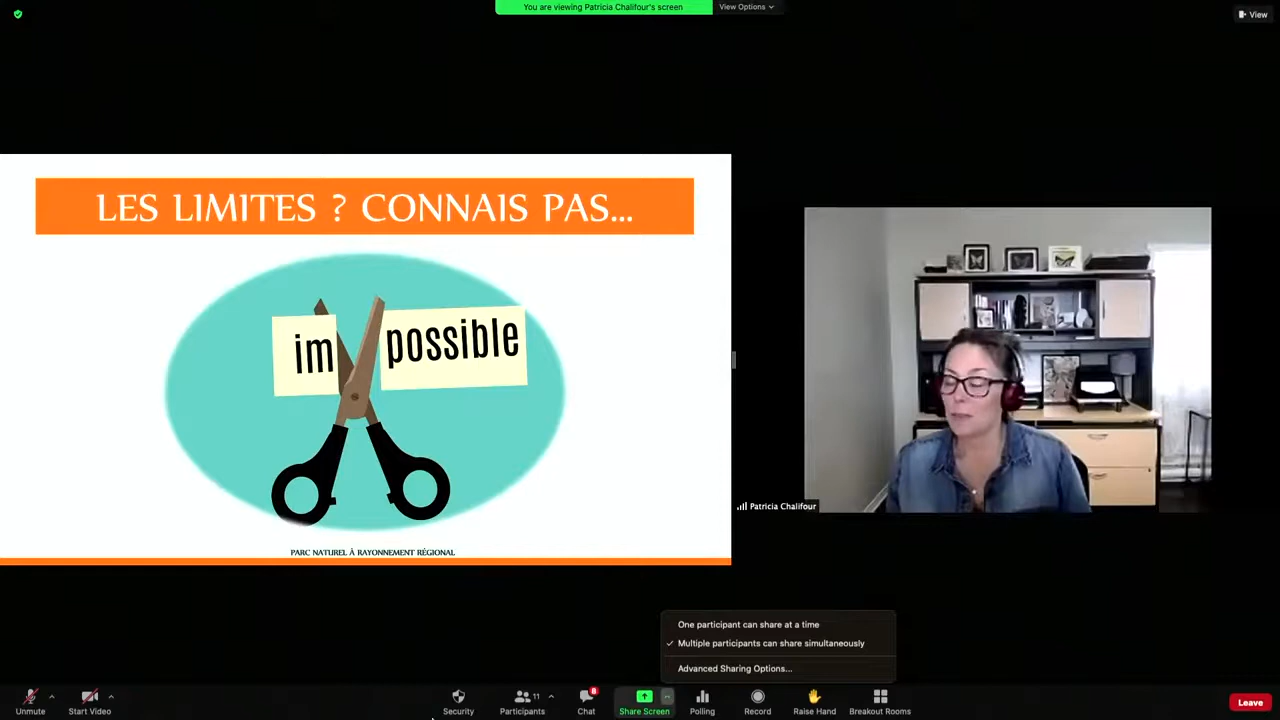 You are viewing Patricia Chalifour's screen
View Options
View
LES LIMITES ? CONNAIS PAS...
im possible
PARC NATUREL À RAYONNEMENT RÉGIONAL
Patricia Chalifour
One participant can share at a time
Multiple participants can share simultaneously
Advanced Sharing Options...
Unmute
Start Video
Security
Participants
11
Chat
8
Share Screen
Polling
Record
Raise Hand
Breakout Rooms
Leave